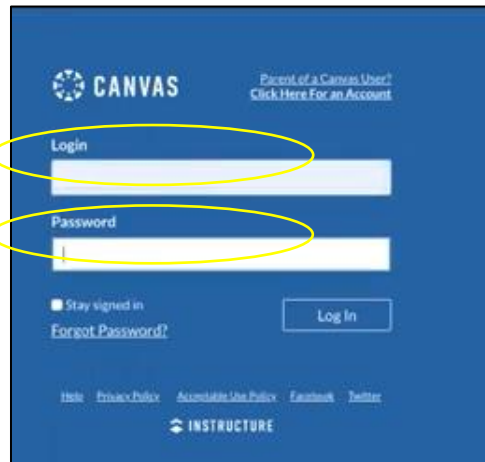 CANVAS
Parent of a Canvas User?
Click Here For an Account
Login
Password
Stay signed in
Forgot Password?
Log In
Help Privacy Policy Acceptable Use Policy Facebook Twitter
INSTRUCTURE